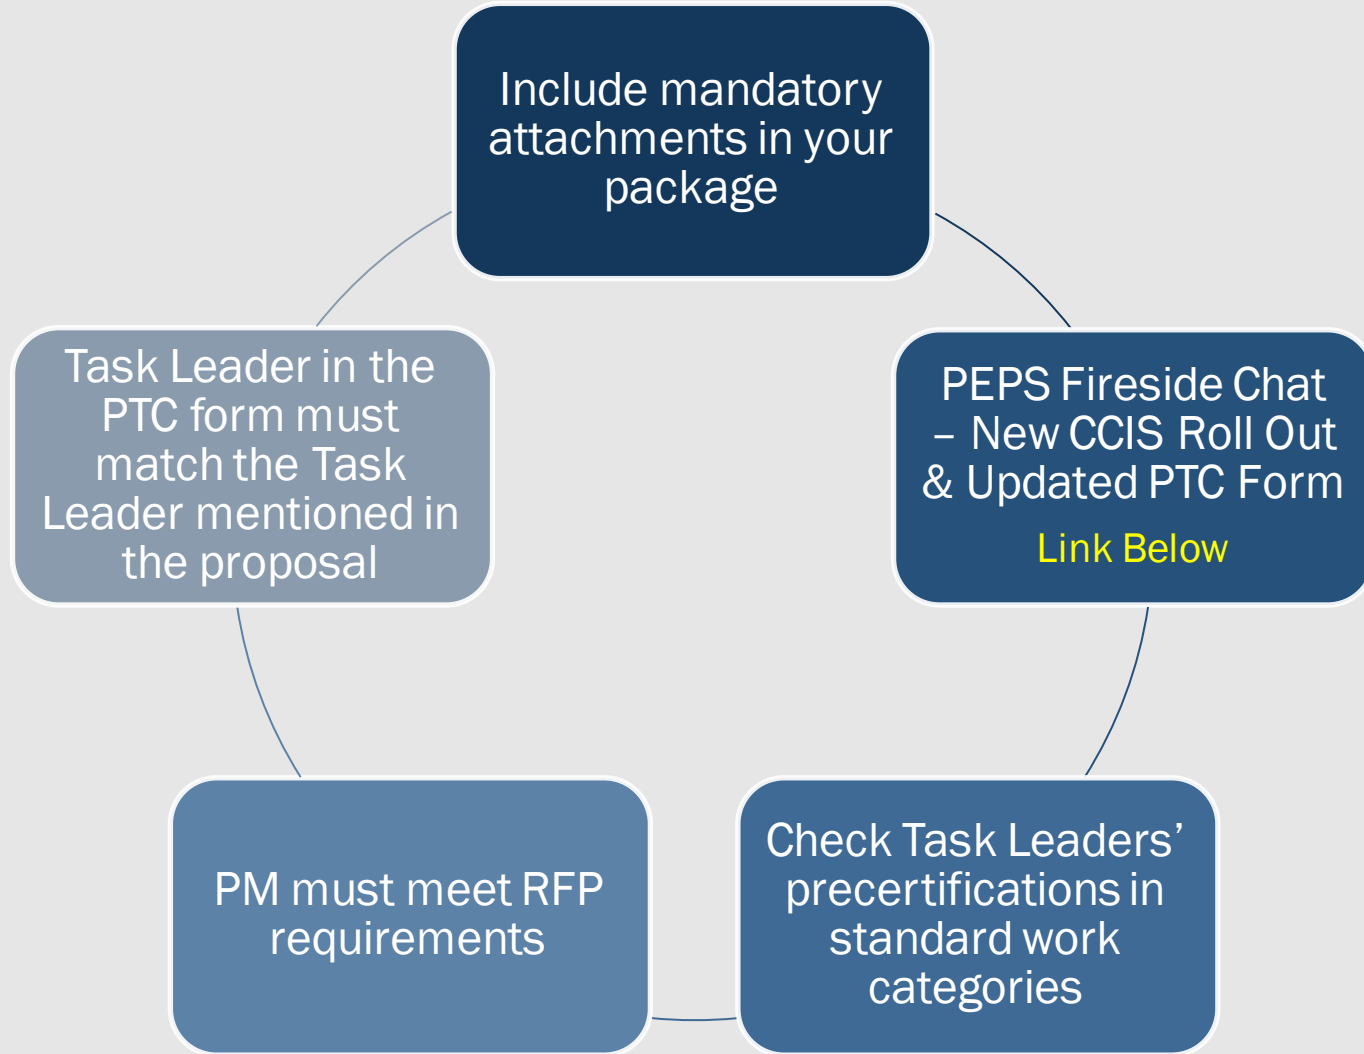 Include mandatory
attachments in your
package
PEPS Fireside Chat
– New CCIS Roll Out
& Updated PTC Form
Link Below
Check Task Leaders’
precertifications in
standard work
categories
PM must meet RFP
requirements
Task Leader in the
PTC form must
match the Task
Leader mentioned in
the proposal